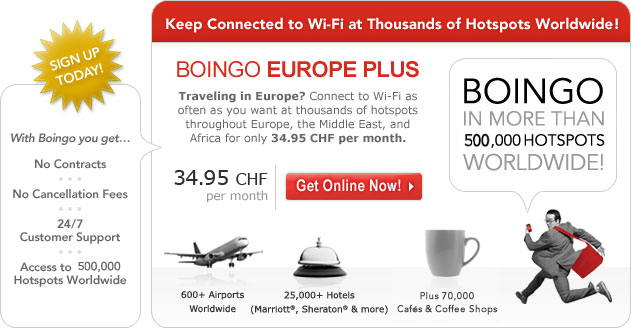 Keep Connected to Wi-Fi at Thousands of Hotspots Worldwide!
SIGN UP
TODAY!
With Boingo you get...
No Contracts
No Cancellation Fees
24/7
Customer Support
Access to 500,000
Hotspots Worldwide
BOINGO EUROPE PLUS
Traveling in Europe? Connect to Wi-Fi as
often as you want at thousands of hotspots
throughout Europe, the Middle East, and
Africa for only 34.95 CHF per month.
34.95 CHF
per month
Get Online Now!
BOINGO
IN MORE THAN
500,000 HOTSPOTS
WORLDWIDE!
600+ Airports
Worldwide
25,000+ Hotels
(Marriott®, Sheraton® & more)
Plus 70,000
Cafés & Coffee Shops